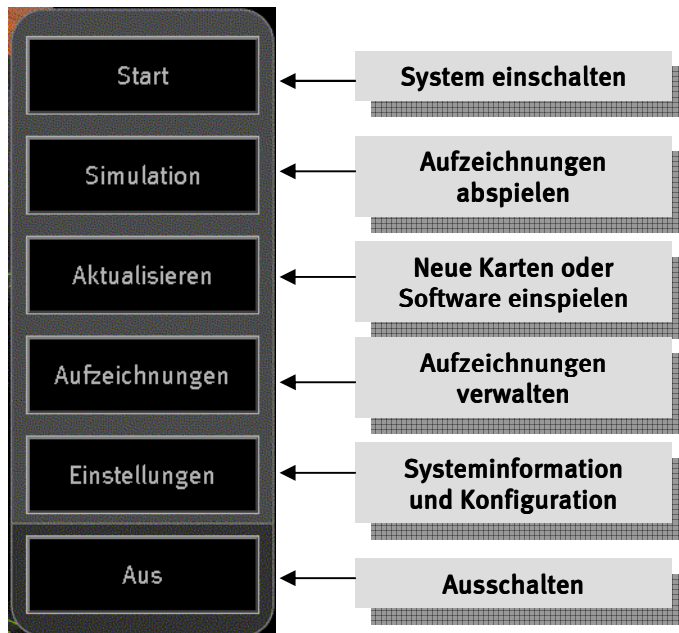 Start
System einschalten
Simulation
Aufzeichnungen
abspielen
Aktualisieren
Neue Karten oder
Software einspielen
Aufzeichnungen
Aufzeichnungen
verwalten
Einstellungen
Systeminformation
und Konfiguration
Aus
Ausschalten